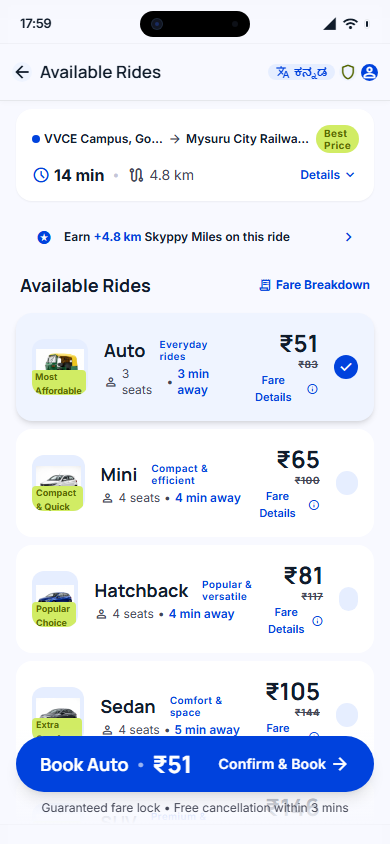 17:59
Available Rides
ಕನ್ನಡ
VVCE Campus, Go... → Mysuru City Railwa...
Best Price
14 min • 4.8 km
Details
Earn +4.8 km Skyppy Miles on this ride
Available Rides
Fare Breakdown
Most Affordable
Auto
Everyday rides
3 seats • 3 min away
₹51
₹83
Fare Details
Compact & Quick
Mini
Compact & efficient
4 seats • 4 min away
₹65
₹100
Fare Details
Popular Choice
Hatchback
Popular & versatile
4 seats • 4 min away
₹81
₹117
Fare Details
Extra
Sedan
Comfort & space
4 seats • 5 min away
₹105
₹144
Fare
Book Auto • ₹51
Confirm & Book →
Guaranteed fare lock • Free cancellation within 3 mins
₹146
SUV
Premium &